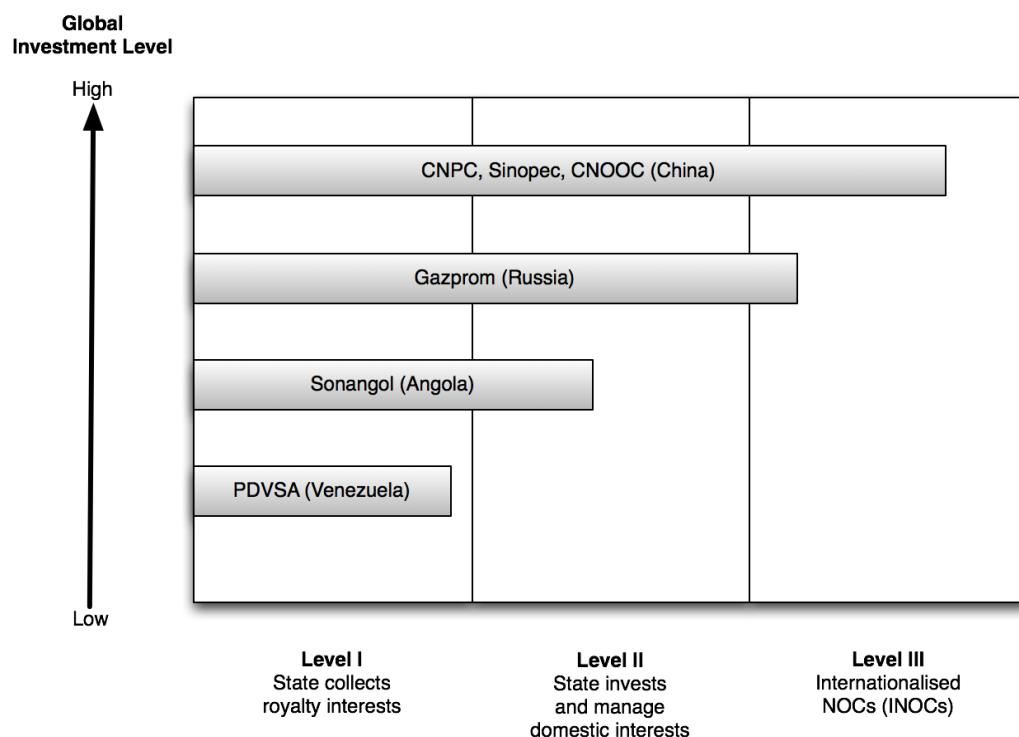 Global
Investment Level
High
CNPC, Sinopec, CNOOC (China)
Gazprom (Russia)
Sonangol (Angola)
PDVSA (Venezuela)
Low
Level I
State collects
royalty interests
Level II
State invests
and manage
domestic interests
Level III
Internationalised
NOCs (INOCs)